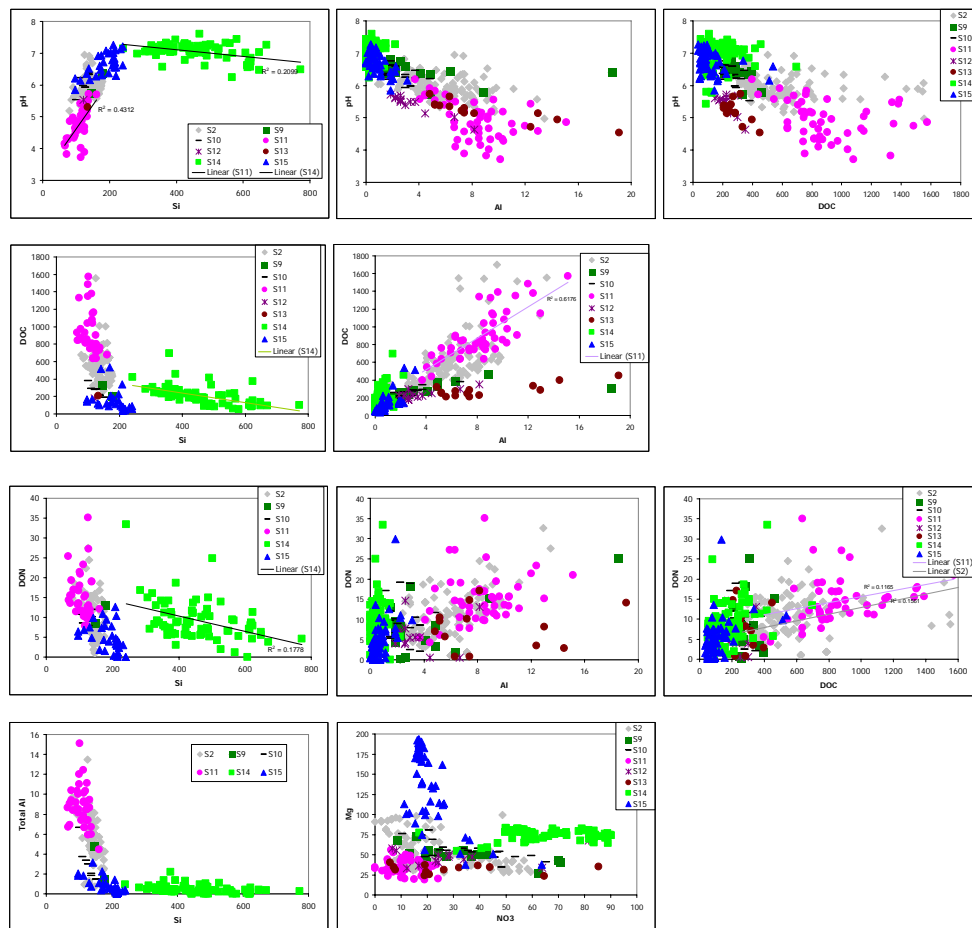 8
7
6
5
4
3
pH
0 200 400 600 800
Si
R² = 0.4312
R² = 0.2099
S2 S9
S10 S11
S12 S13
S14 S15
Linear (S11) Linear (S14)
8
7
6
5
4
3
pH
0 4 8 12 16 20
Al
8
7
6
5
4
3
pH
0 200 400 600 800 1000 1200 1400 1600 1800
DOC
S2
S9
S10
S11
S12
S13
S14
S15
1800
1600
1400
1200
1000
800
600
400
200
0
DOC
0 200 400 600 800
Si
S2
S9
S10
S11
S12
S13
S14
S15
Linear (S14)
1800
1600
1400
1200
1000
800
600
400
200
0
DOC
0 4 8 12 16 20
Al
R² = 0.6176
S2
S9
S10
S11
S12
S13
S14
S15
Linear (S11)
40
35
30
25
20
15
10
5
0
DON
0 200 400 600 800
Si
R² = 0.1778
S2
S9
S10
S11
S14
S15
Linear (S14)
40
35
30
25
20
15
10
5
0
DON
0 4 8 12 16 20
Al
40
35
30
25
20
15
10
5
0
DON
0 200 400 600 800 1000 1200 1400 1600
DOC
R² = 0.1165
S2
S9
S10
S11
S12
S13
S14
S15
Linear (S11)
Linear (S2)
16
14
12
10
8
6
4
2
0
Total Al
0 200 400 600 800
Si
S2 S9 S10
S11 S14 S15
200
175
150
125
100
75
50
25
0
Mg
0 10 20 30 40 50 60 70 80 90 100
NO3
S2
S9
S10
S11
S12
S13
S14
S15